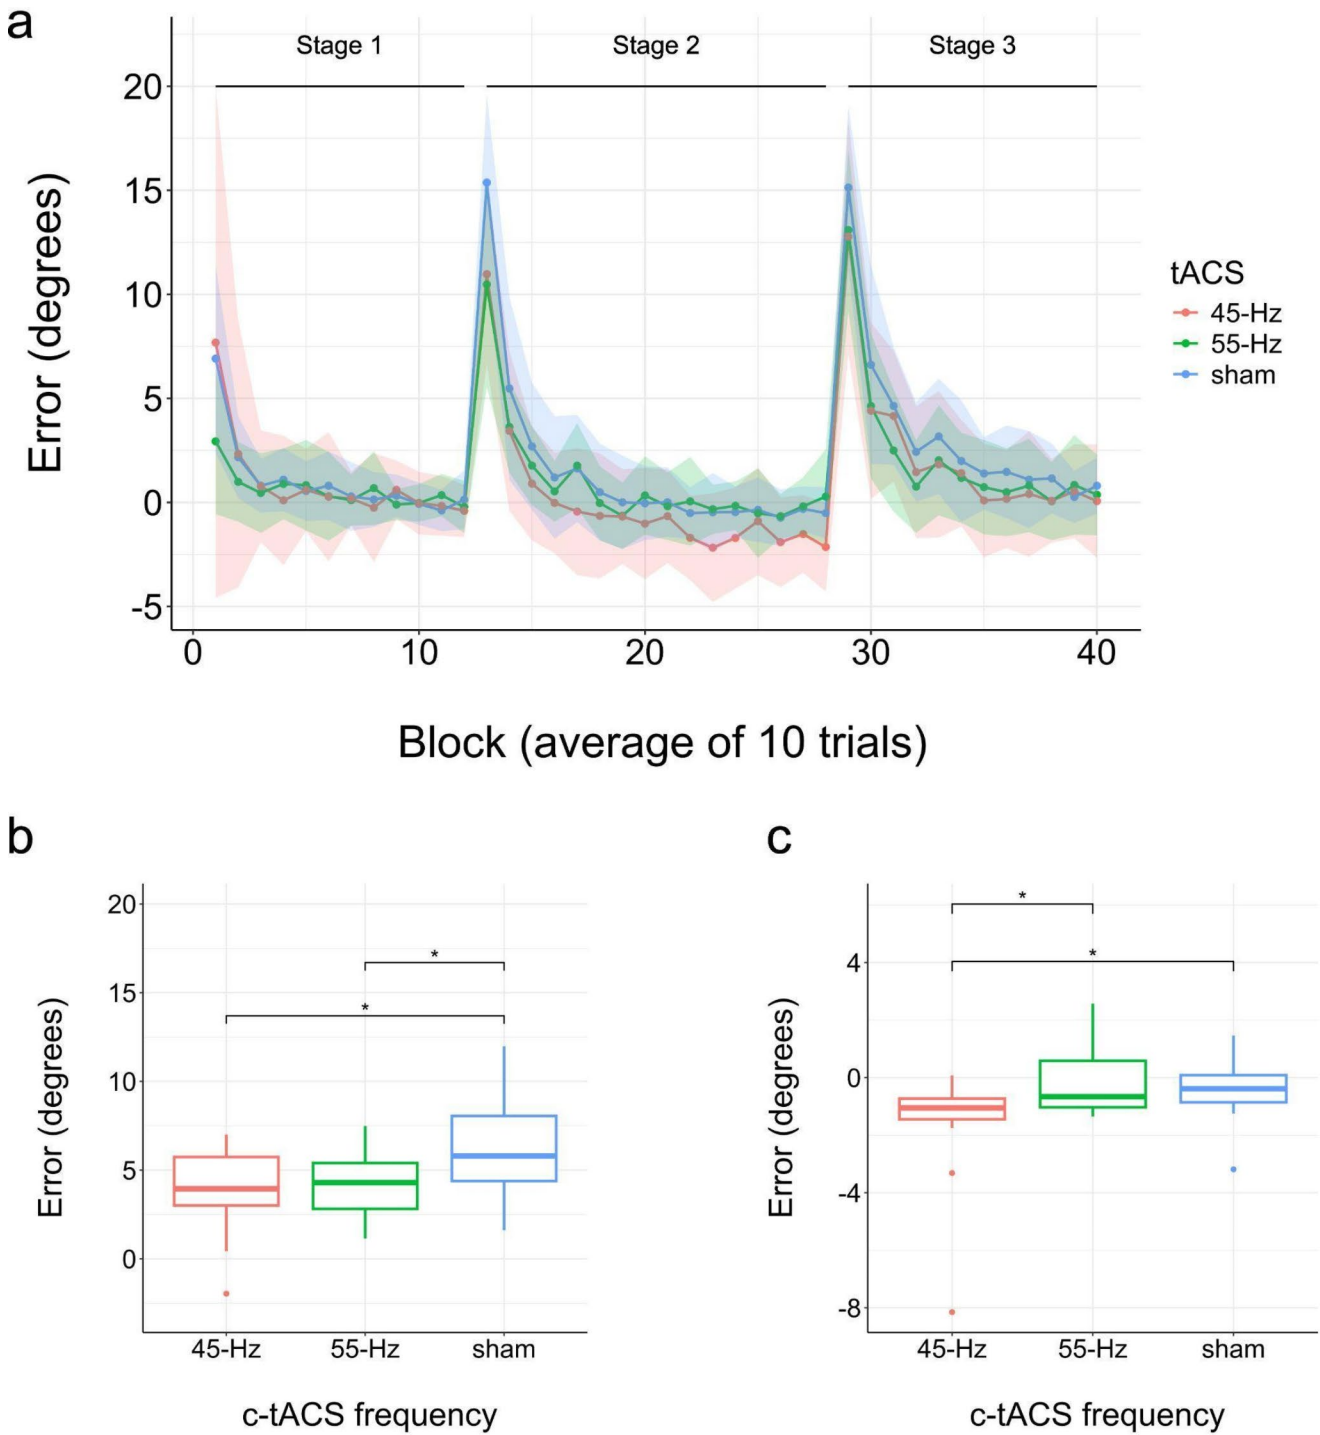 a
Stage 1
Stage 2
Stage 3
20
15
10
5
0
-5
Error (degrees)
0
10
20
30
40
Block (average of 10 trials)
tACS
45-Hz
55-Hz
sham
b
20
15
10
5
0
Error (degrees)
*
*
45-Hz
55-Hz
sham
c-tACS frequency
c
4
0
-4
-8
Error (degrees)
*
*
45-Hz
55-Hz
sham
c-tACS frequency